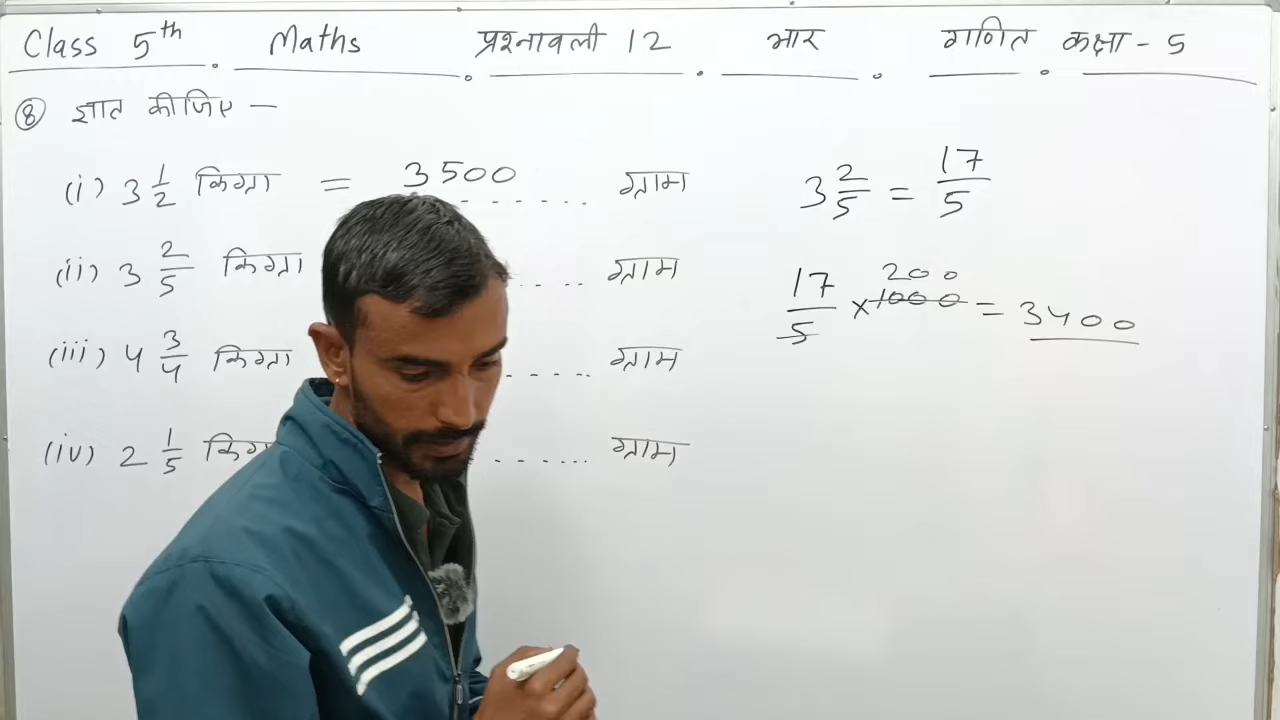 Class 5th Maths प्रश्नावली 12 भार गणित कक्षा - 5
(8) ज्ञात कीजिए —
(i) 3 1/2 किग्रा = 3500 ग्राम
(ii) 3 2/5 किग्रा ..... ग्राम
(iii) 4 3/4 किग्रा ..... ग्राम
(iv) 2 1/5 ...... ग्राम
3 2/5 = 17/5
17/5 × 1000 = 3400
200